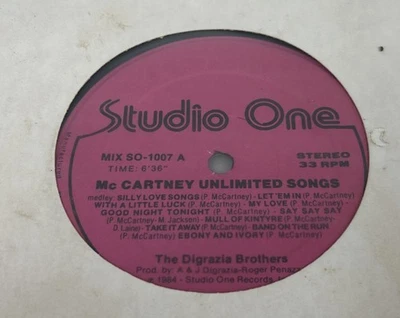 Studio One
MIX SO-1007 A
TIME: 6'36"
STEREO
33 RPM
Mc CARTNEY UNLIMITED SONGS
medley: SILLY LOVE SONGS (P. McCartney) - LET 'EM IN (P. McCartney)
WITH A LITTLE LUCK (P. McCartney) - MY LOVE (P. McCartney) -
GOOD NIGHT TONIGHT (P. McCartney) - SAY SAY SAY (P.
McCartney - M. Jackson) - MULL OF KINTYRE (P. McCartney -
D. Laine) - TAKE IT AWAY (P. McCartney) - BAND ON THE RUN
(P. McCartney) EBONY AND IVORY (P. McCartney)
The Digrazia Brothers
Prod. by: A & J Digrazia-Roger
1984 - Studio One Records